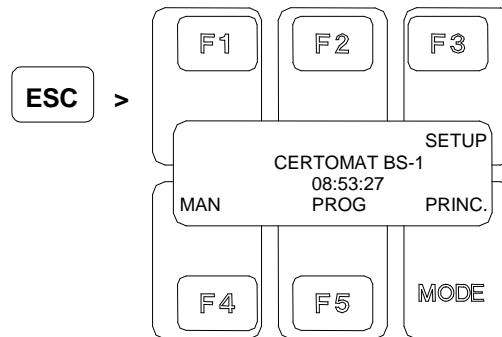 F1 F2 F3
ESC >
SETUP
CERTOMAT BS-1
08:53:27
MAN PROG PRINC.
F4 F5 MODE